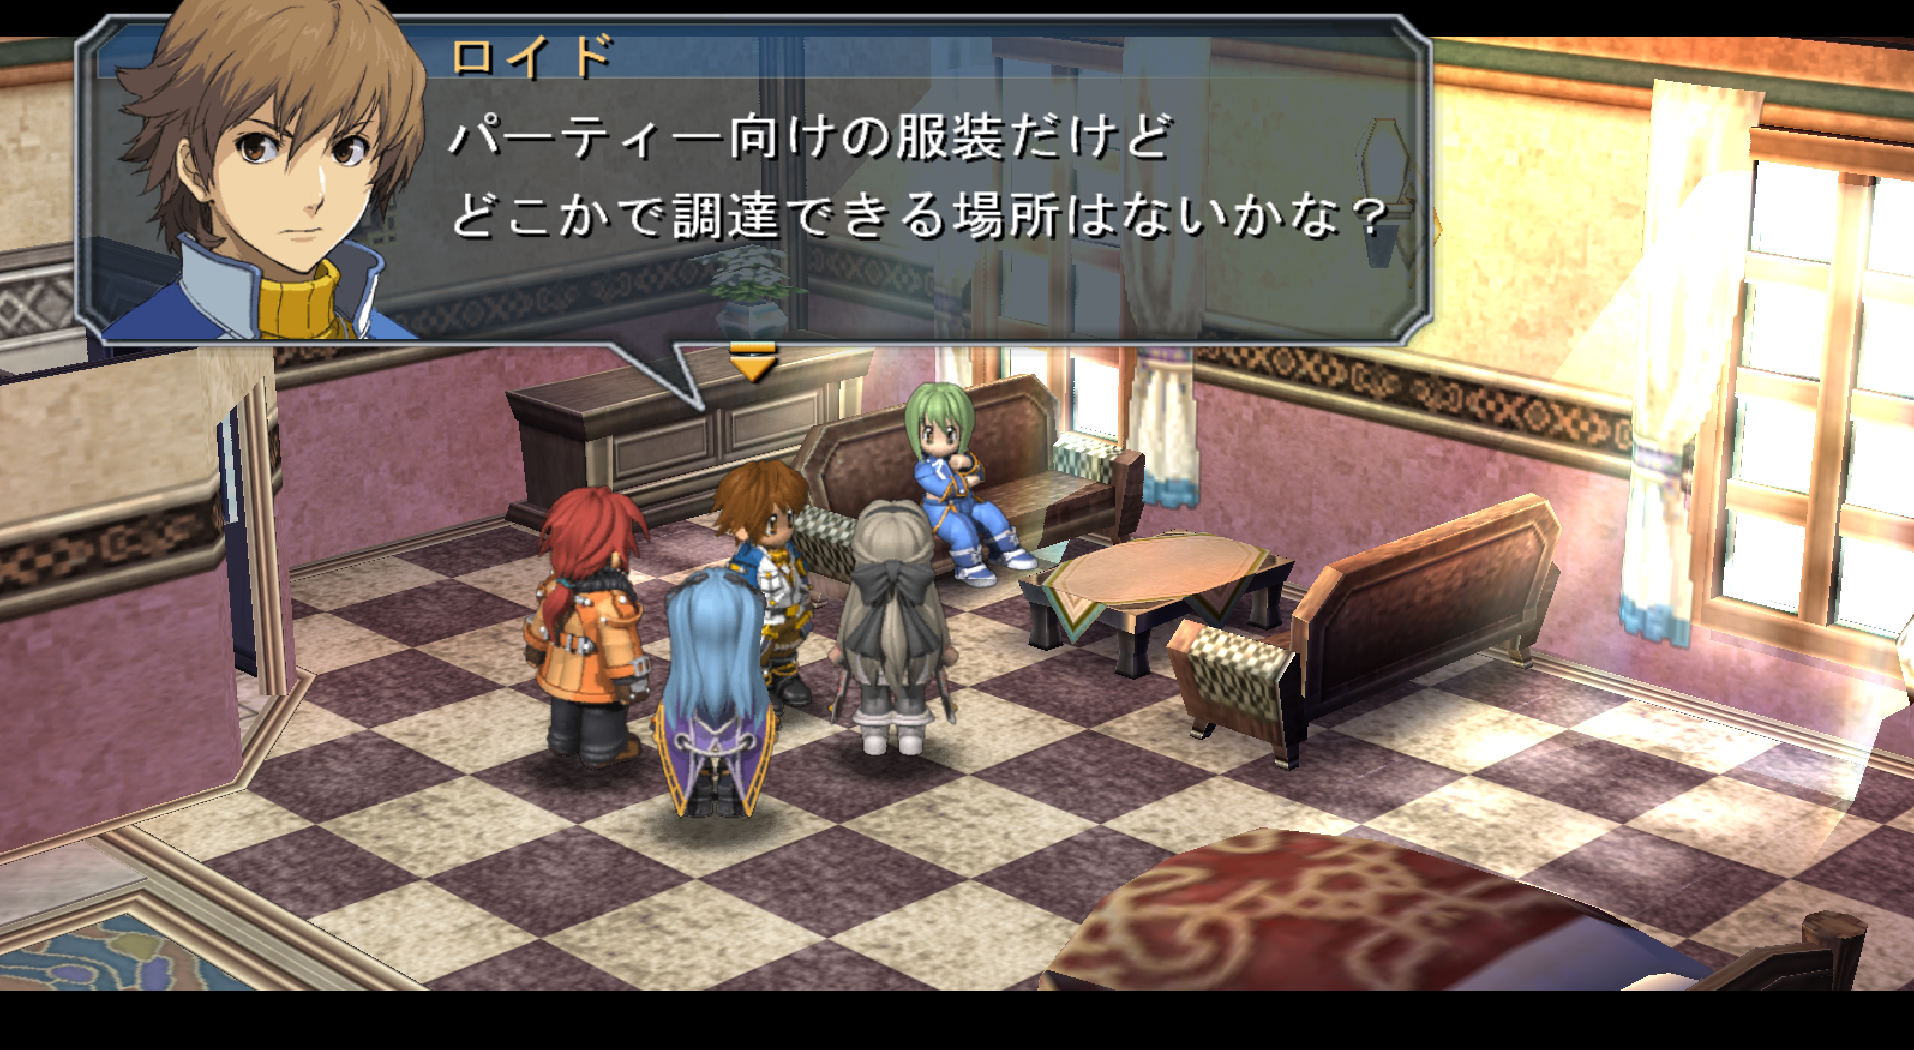 ロイド
パーティー向けの服装だけど
どこかで調達できる場所はないかな？